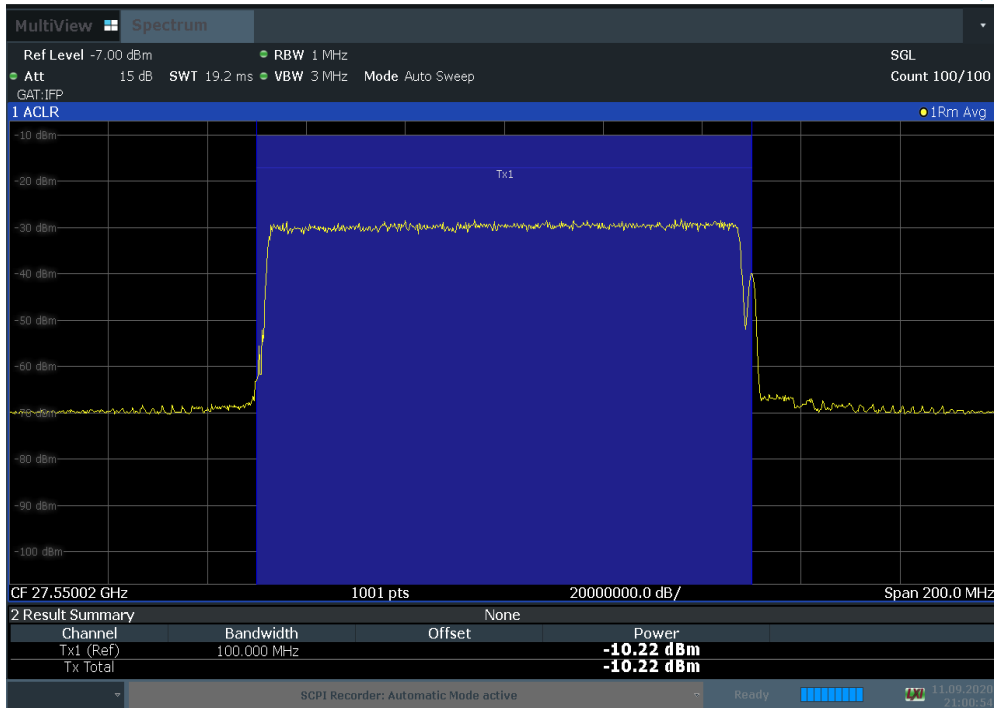 MultiView Spectrum
Ref Level -7.00 dBm RBW 1 MHz SGL
Att 15 dB SWT 19.2 ms VBW 3 MHz Mode Auto Sweep Count 100/100
GAT:IFP
1 ACLR 1Rm Avg
-10 dBm
Tx1
-20 dBm
-30 dBm
-40 dBm
-50 dBm
-60 dBm
-70 dBm
-80 dBm
-90 dBm
-100 dBm
CF 27.55002 GHz 1001 pts 20000000.0 dB/ Span 200.0 MHz
2 Result Summary None
Channel Bandwidth Offset Power
Tx1 (Ref) 100.000 MHz -10.22 dBm
Tx Total -10.22 dBm
SCPI Recorder: Automatic Mode active Ready LXI 11.09.2020
21:00:54